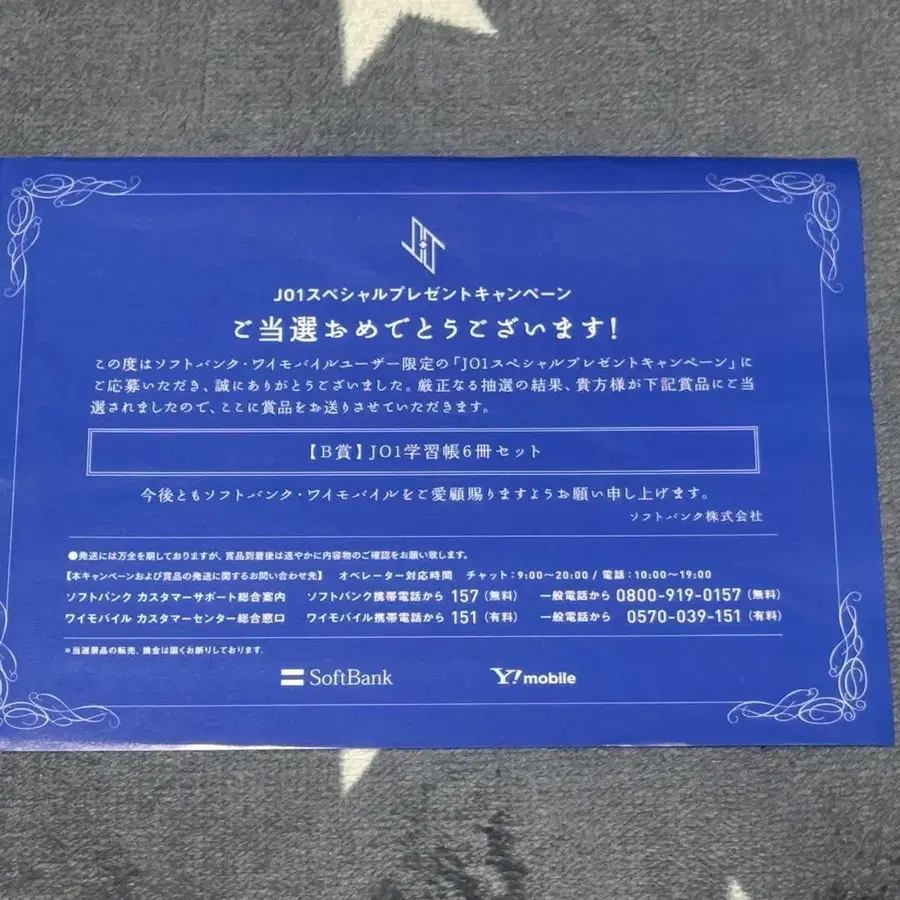 JO1スペシャルプレゼントキャンペーン
ご当選おめでとうございます!
この度はソフトバンク・ワイモバイルユーザー限定の「JO1スペシャルプレゼントキャンペーン」に
ご応募いただき、誠にありがとうございました。厳正なる抽選の結果、貴方様が下記賞品にご当
選されましたので、ここに賞品をお送りさせていただきます。
【B賞】JO1学習帳6冊セット
今後ともソフトバンク・ワイモバイルをご愛顧賜りますようお願い申し上げます。
ソフトバンク株式会社
●発送には万全を期しておりますが、賞品到着後は速やかに内容物のご確認をお願い致します。
【本キャンペーンおよび賞品の発送に関するお問い合わせ先】 オペレーター対応時間 チャット:9:00~20:00 / 電話:10:00~19:00
ソフトバンク カスタマーサポート総合案内 ソフトバンク携帯電話から 157(無料) 一般電話から 0800-919-0157(無料)
ワイモバイル カスタマーセンター総合窓口 ワイモバイル携帯電話から 151(有料) 一般電話から 0570-039-151(有料)
*当選景品の転売、換金は固くお断りしております。
SoftBank Y!mobile